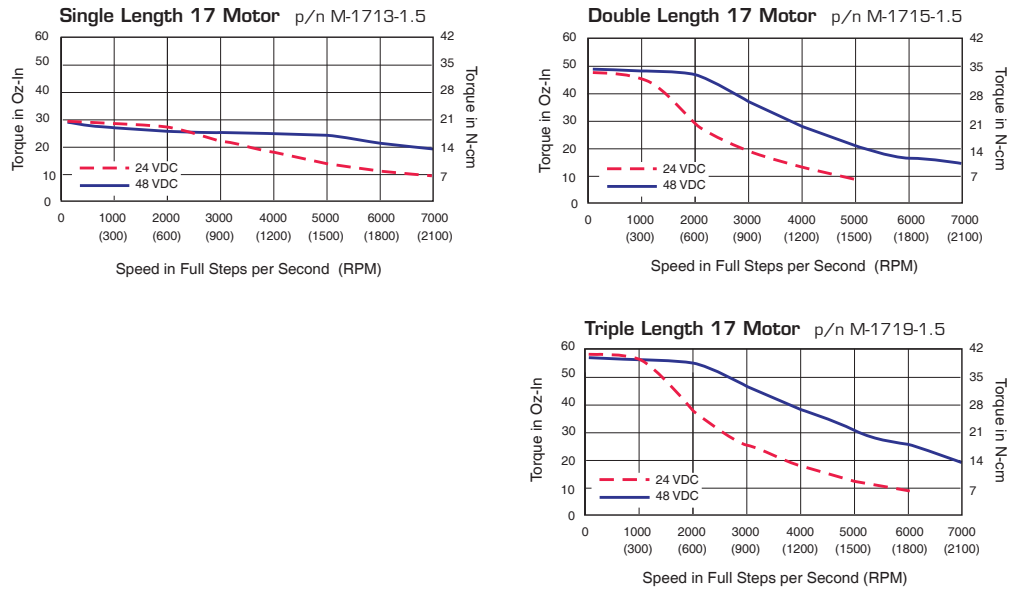 Single Length 17 Motor p/n M-1713-1.5
60
50
40
30
20
10
0
Torque in Oz-In
42
35
28
21
14
7
0
Torque in N-cm
24 VDC
48 VDC
0 1000 2000 3000 4000 5000 6000 7000
(300) (600) (900) (1200) (1500) (1800) (2100)
Speed in Full Steps per Second (RPM)
Double Length 17 Motor p/n M-1715-1.5
60
50
40
30
20
10
0
Torque in Oz-In
42
35
28
21
14
7
Torque in N-cm
24 VDC
48 VDC
0 1000 2000 3000 4000 5000 6000 7000
(300) (600) (900) (1200) (1500) (1800) (2100)
Speed in Full Steps per Second (RPM)
Triple Length 17 Motor p/n M-1719-1.5
60
50
40
30
20
10
0
Torque in Oz-In
42
35
28
21
14
7
Torque in N-cm
24 VDC
48 VDC
0 1000 2000 3000 4000 5000 6000 7000
(300) (600) (900) (1200) (1500) (1800) (2100)
Speed in Full Steps per Second (RPM)